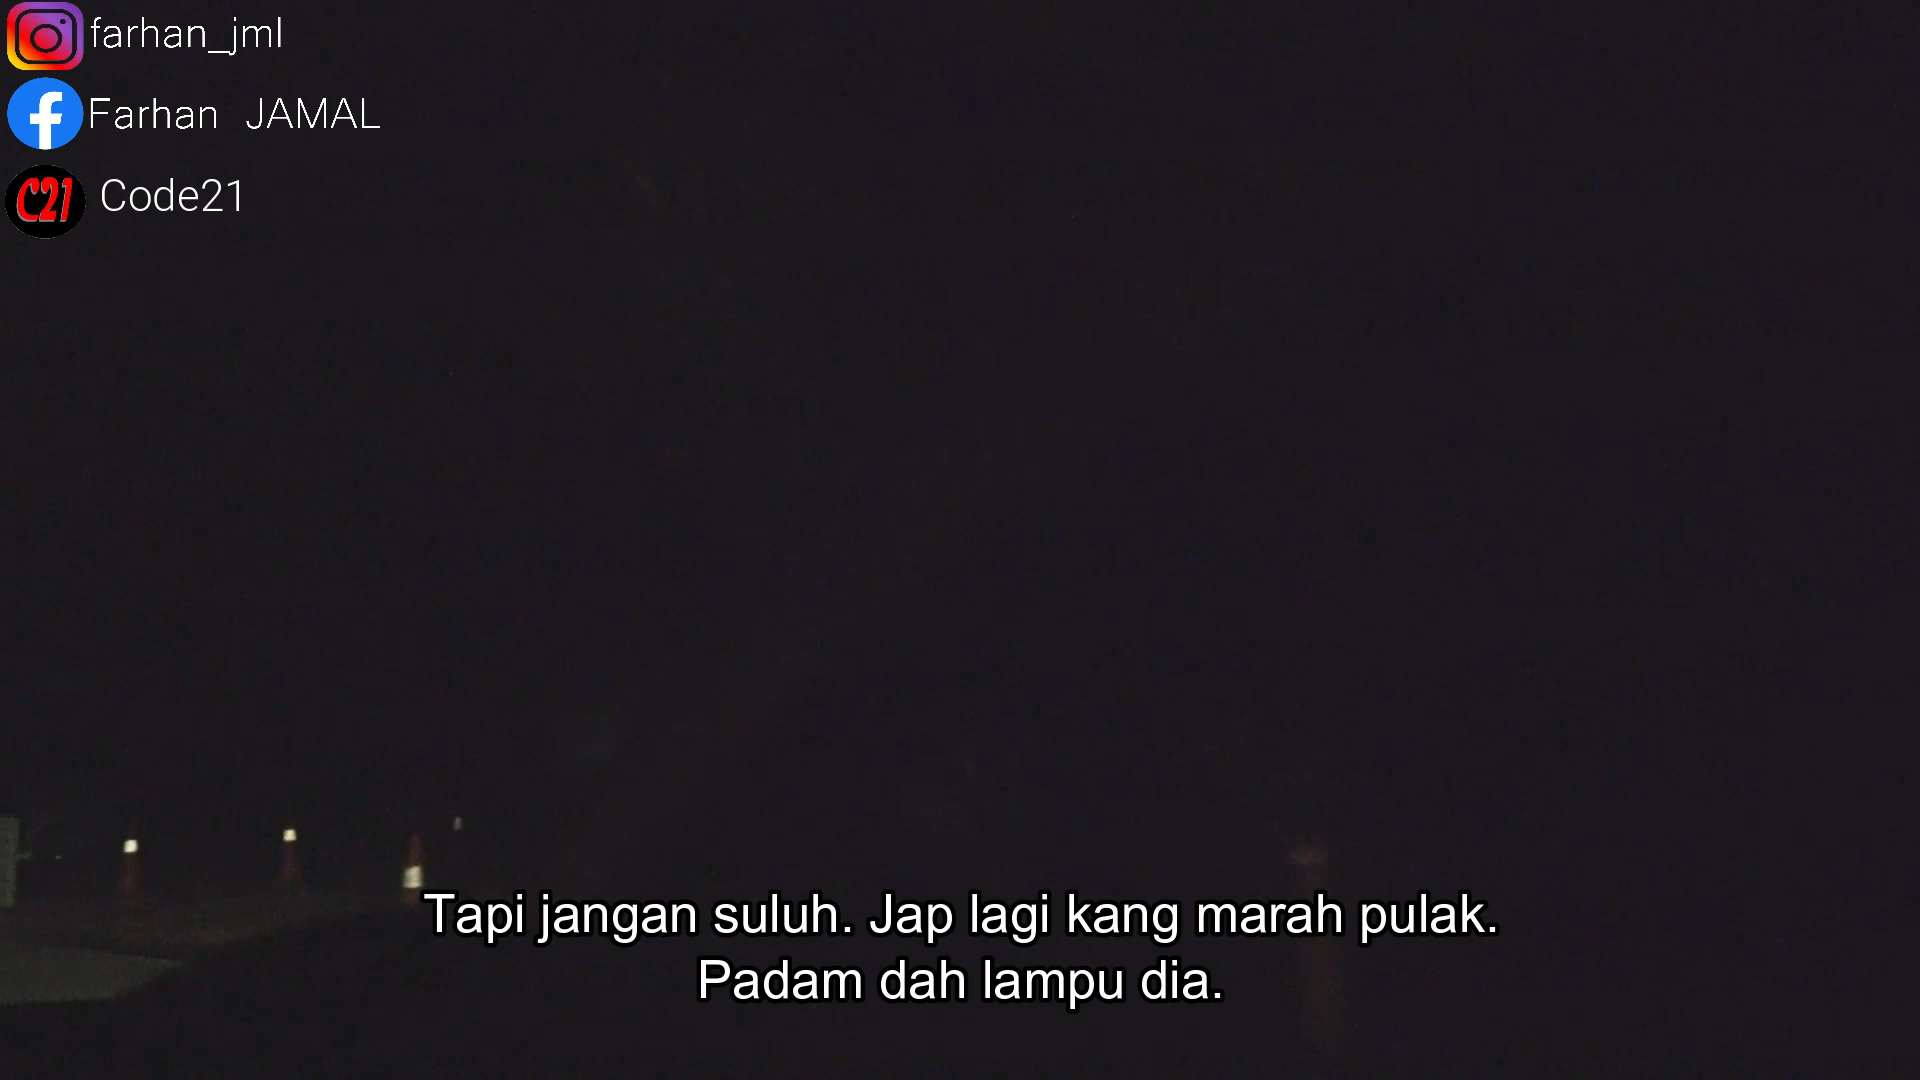 farhan_jml
Farhan JAMAL
C21 Code21
Tapi jangan suluh. Jap lagi kang marah pulak.
Padam dah lampu dia.